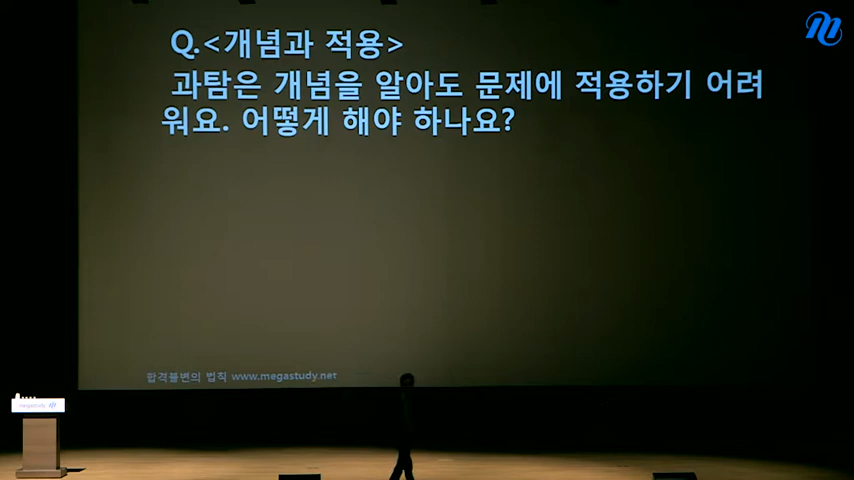 Q.<개념과 적용>
과탐은 개념을 알아도 문제에 적용하기 어려
워요. 어떻게 해야 하나요?
합격불변의 법칙 www.megastudy.net
megastudy